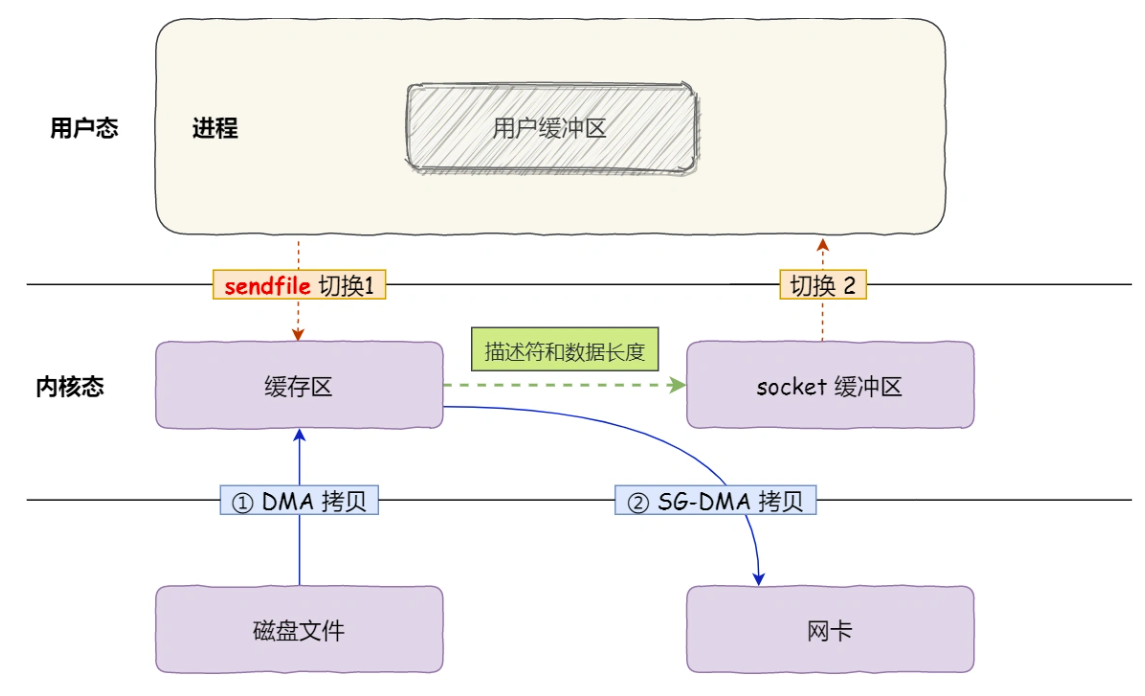 用户态
进程
用户缓冲区
sendfile 切换1
切换 2
描述符和数据长度
内核态
缓存区
socket 缓冲区
① DMA 拷贝
② SG-DMA 拷贝
磁盘文件
网卡